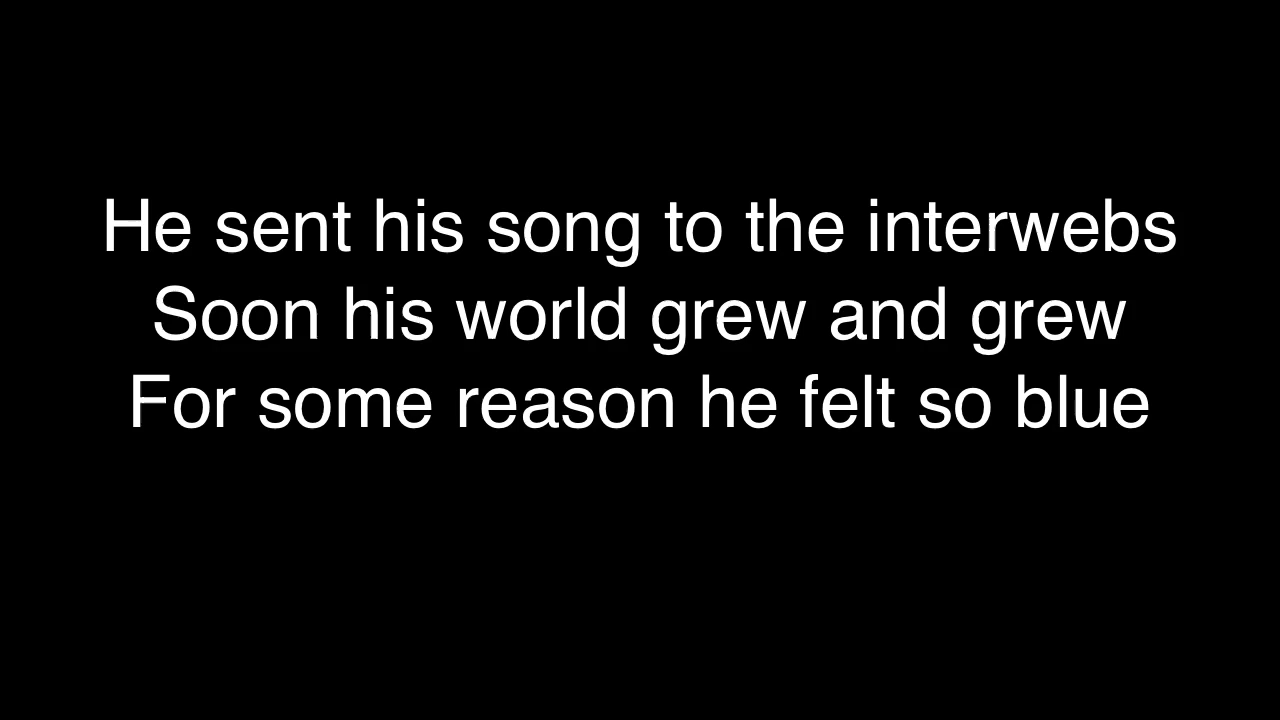 He sent his song to the interwebs
Soon his world grew and grew
For some reason he felt so blue